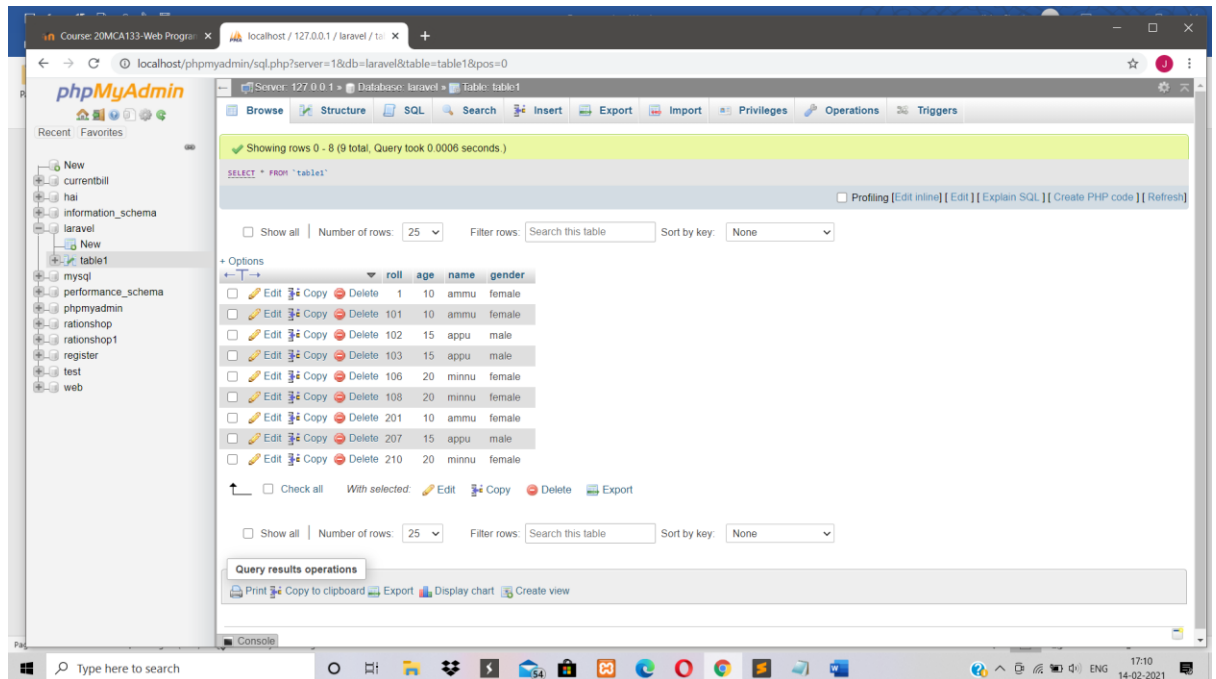 Course: 20MCA133-Web Program
localhost / 127.0.0.1 / laravel / ta
localhost/phpmyadmin/sql.php?server=1&db=laravel&table=table1&pos=0
J
phpMyAdmin
Recent Favorites
New
currentbill
hai
information_schema
laravel
New
table1
mysql
performance_schema
phpmyadmin
rationshop
rationshop1
register
test
web
Server: 127.0.0.1 » Database: laravel » Table: table1
Browse Structure SQL Search Insert Export Import Privileges Operations Triggers
Showing rows 0 - 8 (9 total, Query took 0.0006 seconds.)
SELECT * FROM `table1`
Profiling [Edit inline] [ Edit ] [ Explain SQL ] [ Create PHP code ] [ Refresh]
Show all | Number of rows: 25 Filter rows: Search this table Sort by key: None
+ Options
←T→ roll age name gender
Edit Copy Delete 1 10 ammu female
Edit Copy Delete 101 10 ammu female
Edit Copy Delete 102 15 appu male
Edit Copy Delete 103 15 appu male
Edit Copy Delete 106 20 minnu female
Edit Copy Delete 108 20 minnu female
Edit Copy Delete 201 10 ammu female
Edit Copy Delete 207 15 appu male
Edit Copy Delete 210 20 minnu female
Check all With selected: Edit Copy Delete Export
Show all | Number of rows: 25 Filter rows: Search this table Sort by key: None
Query results operations
Print Copy to clipboard Export Display chart Create view
Console
Type here to search
54
ENG
17:10
14-02-2021